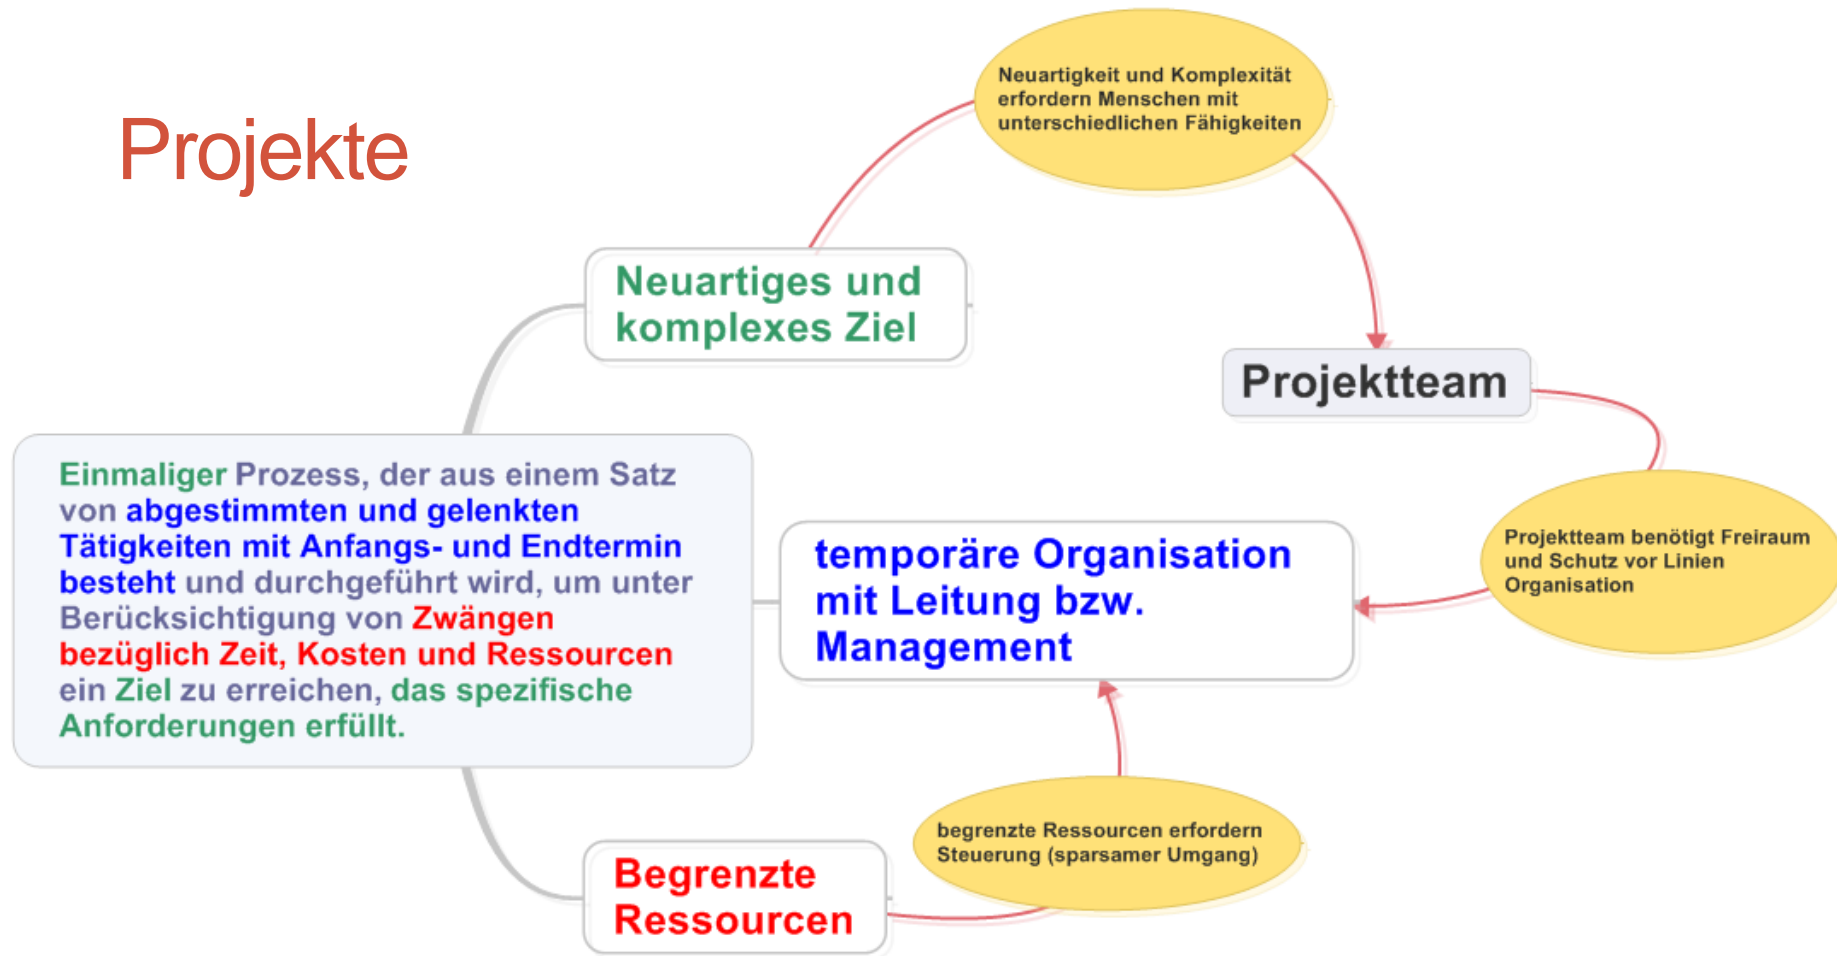 Projekte
Neuartigkeit und Komplexität
erfordern Menschen mit
unterschiedlichen Fähigkeiten
Neuartiges und
komplexes Ziel
Projektteam
Einmaliger Prozess, der aus einem Satz
von abgestimmten und gelenkten
Tätigkeiten mit Anfangs- und Endtermin
besteht und durchgeführt wird, um unter
Berücksichtigung von Zwängen
bezüglich Zeit, Kosten und Ressourcen
ein Ziel zu erreichen, das spezifische
Anforderungen erfüllt.
temporäre Organisation
mit Leitung bzw.
Management
Projektteam benötigt Freiraum
und Schutz vor Linien
Organisation
begrenzte Ressourcen erfordern
Steuerung (sparsamer Umgang)
Begrenzte
Ressourcen